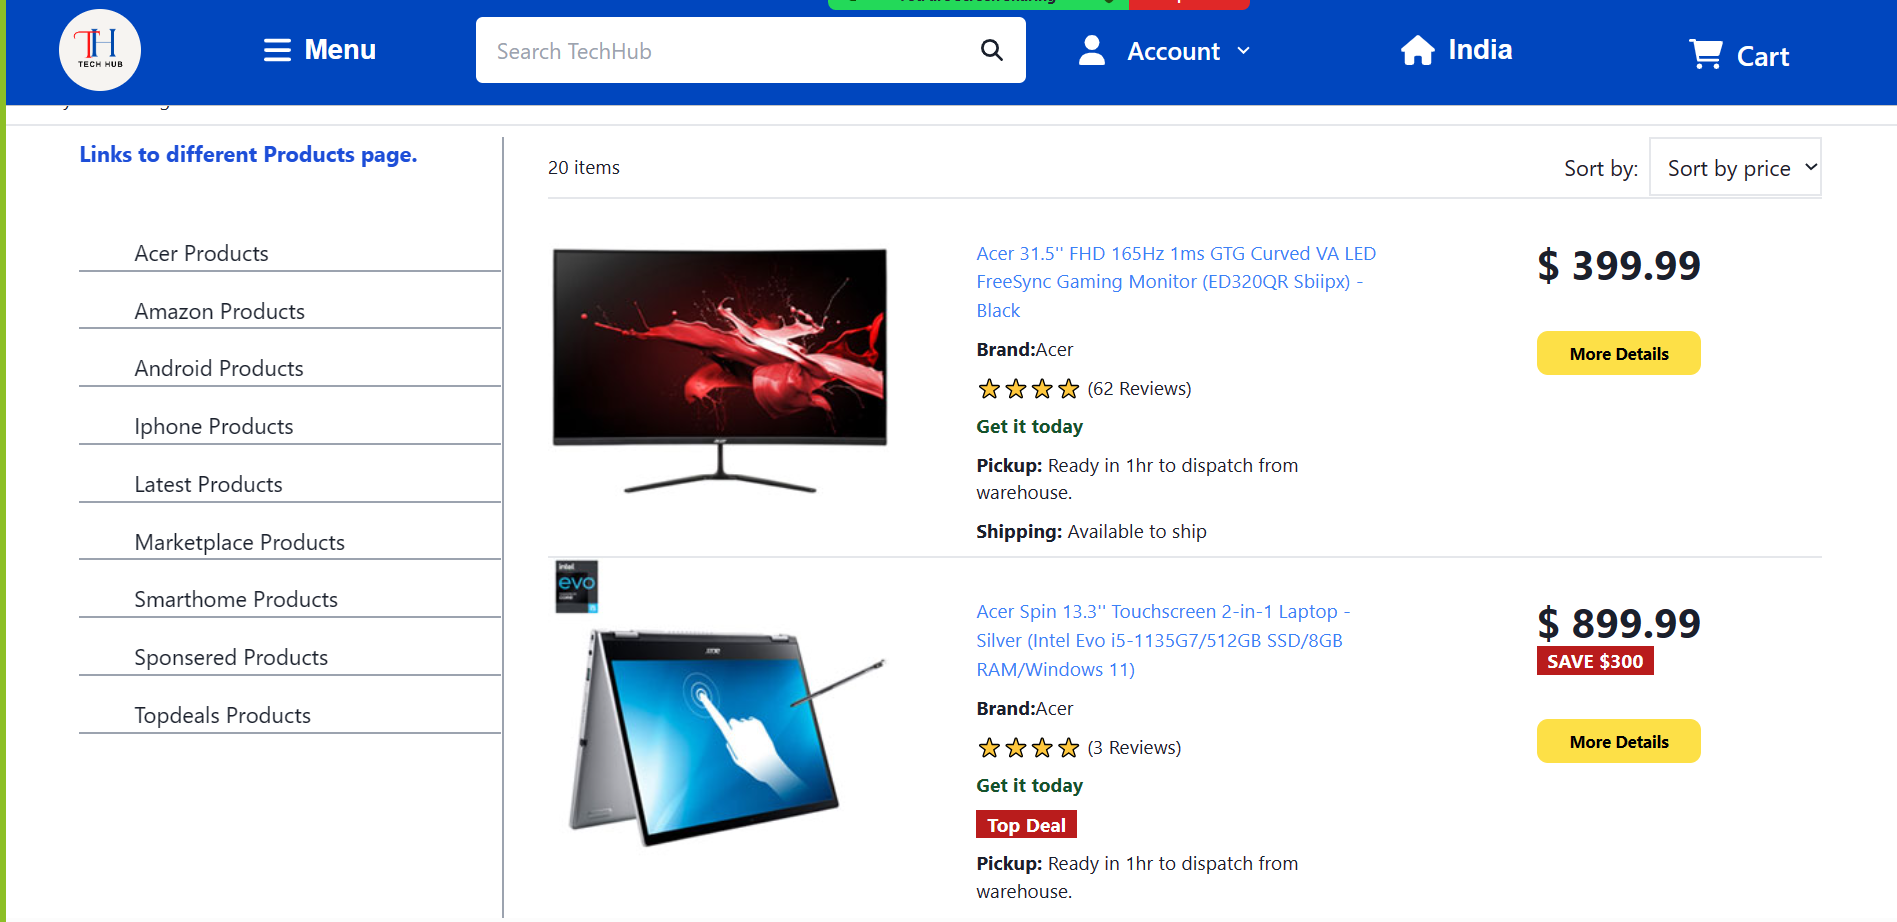 TH
TECH HUB
Menu
Search TechHub
Account
India
Cart
Links to different Products page.
Acer Products
Amazon Products
Android Products
Iphone Products
Latest Products
Marketplace Products
Smarthome Products
Sponsered Products
Topdeals Products
20 items
Sort by:
Sort by price
Acer 31.5'' FHD 165Hz 1ms GTG Curved VA LED
FreeSync Gaming Monitor (ED320QR Sbiipx) -
Black
Brand:Acer
(62 Reviews)
Get it today
Pickup: Ready in 1hr to dispatch from
warehouse.
Shipping: Available to ship
$ 399.99
More Details
intel
evo
acer
Acer Spin 13.3'' Touchscreen 2-in-1 Laptop -
Silver (Intel Evo i5-1135G7/512GB SSD/8GB
RAM/Windows 11)
Brand:Acer
(3 Reviews)
Get it today
Top Deal
Pickup: Ready in 1hr to dispatch from
warehouse.
$ 899.99
SAVE $300
More Details